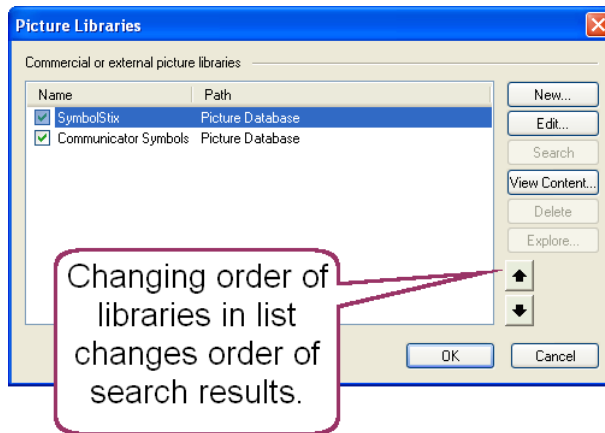 Picture Libraries
Commercial or external picture libraries
Name Path
SymbolStix Picture Database
Communicator Symbols Picture Database
New...
Edit...
Search
View Content...
Delete
Explore...
Changing order of
libraries in list
changes order of
search results.
OK Cancel